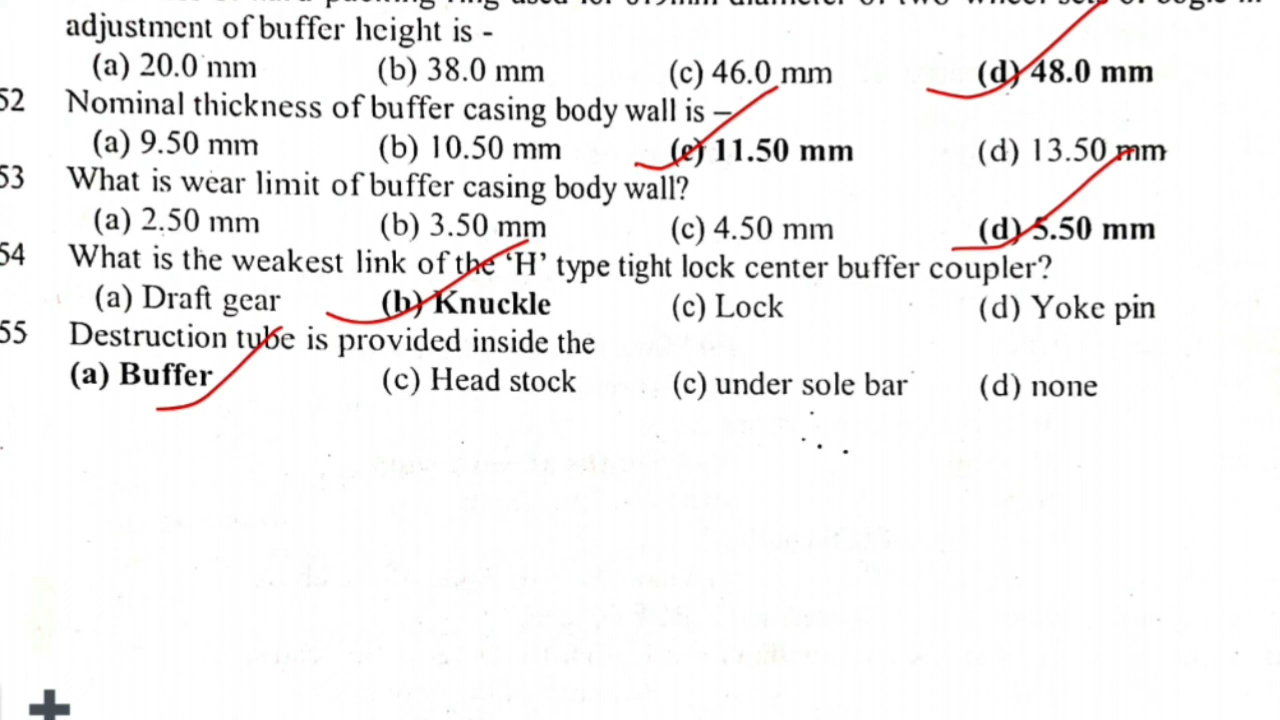 adjustment of buffer height is -
(a) 20.0 mm (b) 38.0 mm (c) 46.0 mm (d) 48.0 mm
52 Nominal thickness of buffer casing body wall is –
(a) 9.50 mm (b) 10.50 mm (c) 11.50 mm (d) 13.50 mm
53 What is wear limit of buffer casing body wall?
(a) 2.50 mm (b) 3.50 mm (c) 4.50 mm (d) 5.50 mm
54 What is the weakest link of the ‘H’ type tight lock center buffer coupler?
(a) Draft gear (b) Knuckle (c) Lock (d) Yoke pin
55 Destruction tube is provided inside the
(a) Buffer (c) Head stock (c) under sole bar (d) none